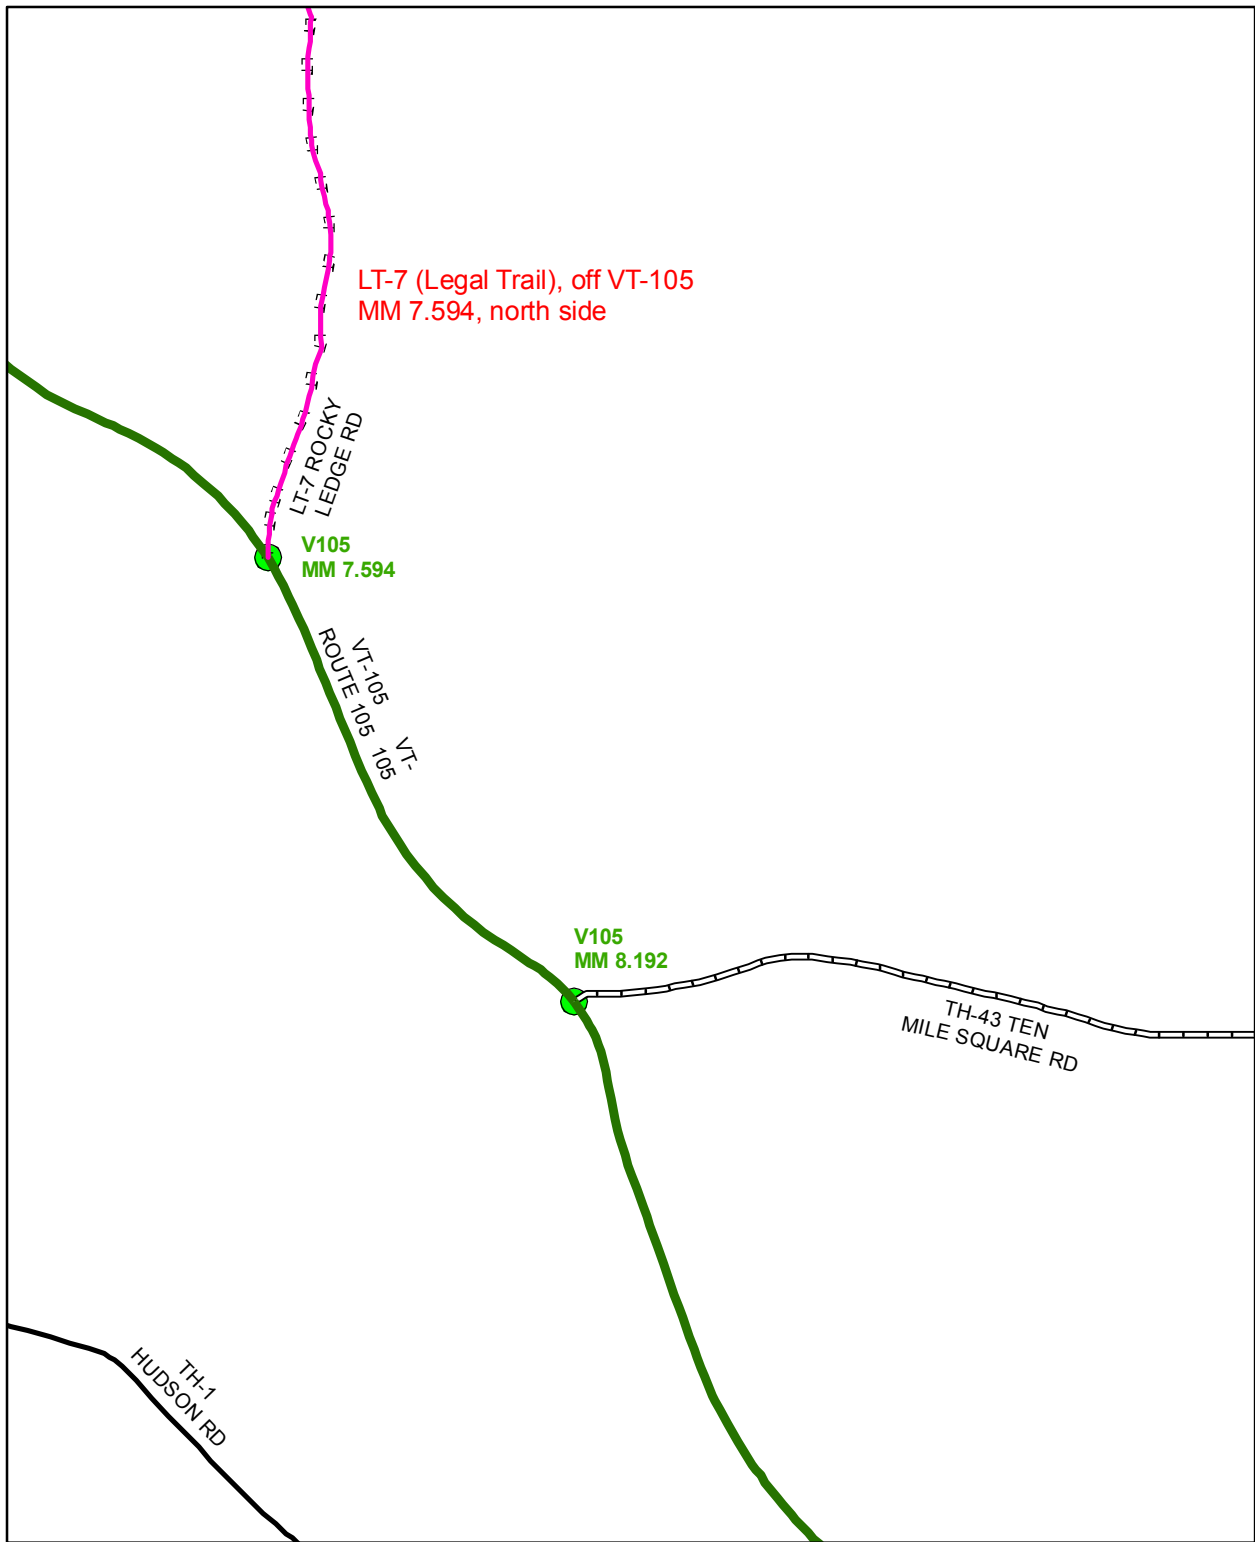 LT-7 (Legal Trail), off VT-105
MM 7.594, north side
LT-7 ROCKY
LEDGE RD
V105
MM 7.594
VT-105
ROUTE 105
VT-
105
V105
MM 8.192
TH-43 TEN
MILE SQUARE RD
TH-1
HUDSON RD